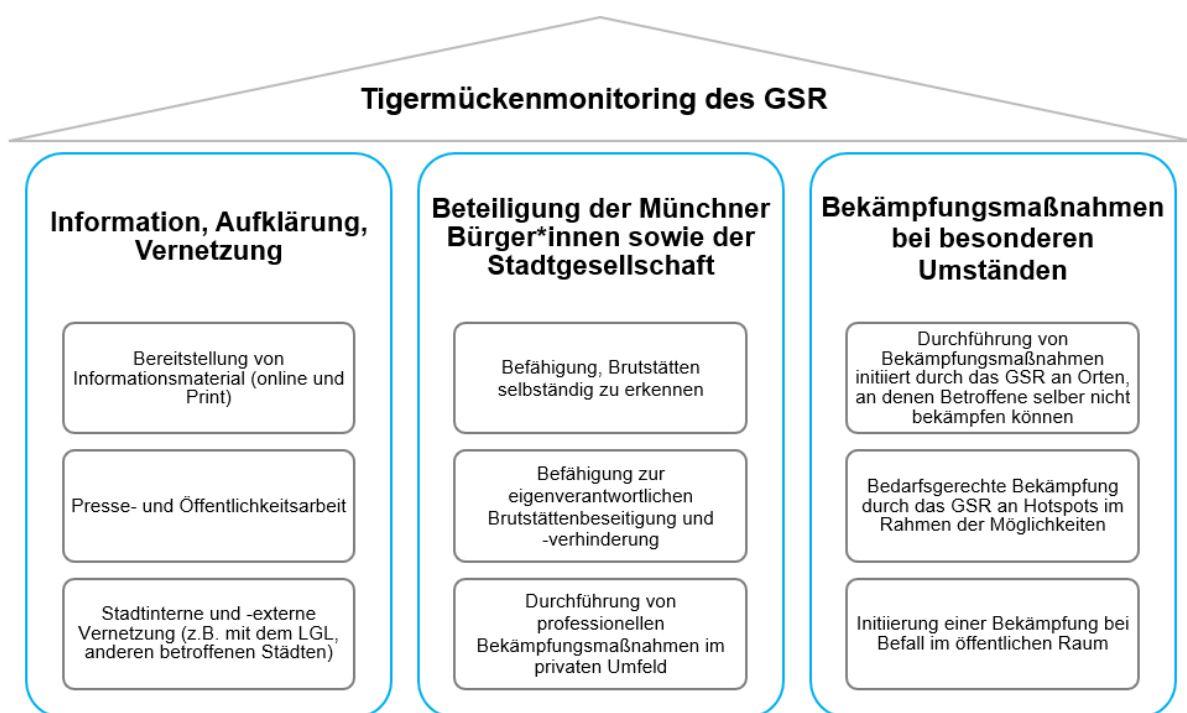 Tigermückenmonitoring des GSR
Information, Aufklärung,
Vernetzung
Bereitstellung von
Informationsmaterial (online und
Print)
Presse- und Öffentlichkeitsarbeit
Stadtinterne und -externe
Vernetzung (z.B. mit dem LGL,
anderen betroffenen Städten)
Beteiligung der Münchner
Bürger*innen sowie der
Stadtgesellschaft
Befähigung, Brutstätten
selbständig zu erkennen
Befähigung zur
eigenverantwortlichen
Brutstättenbeseitigung und
-verhinderung
Durchführung von
professionellen
Bekämpfungsmaßnahmen im
privaten Umfeld
Bekämpfungsmaßnahmen
bei besonderen
Umständen
Durchführung von
Bekämpfungsmaßnahmen
initiiert durch das GSR an Orten,
an denen Betroffene selber nicht
bekämpfen können
Bedarfsgerechte Bekämpfung
durch das GSR an Hotspots im
Rahmen der Möglichkeiten
Initiierung einer Bekämpfung bei
Befall im öffentlichen Raum